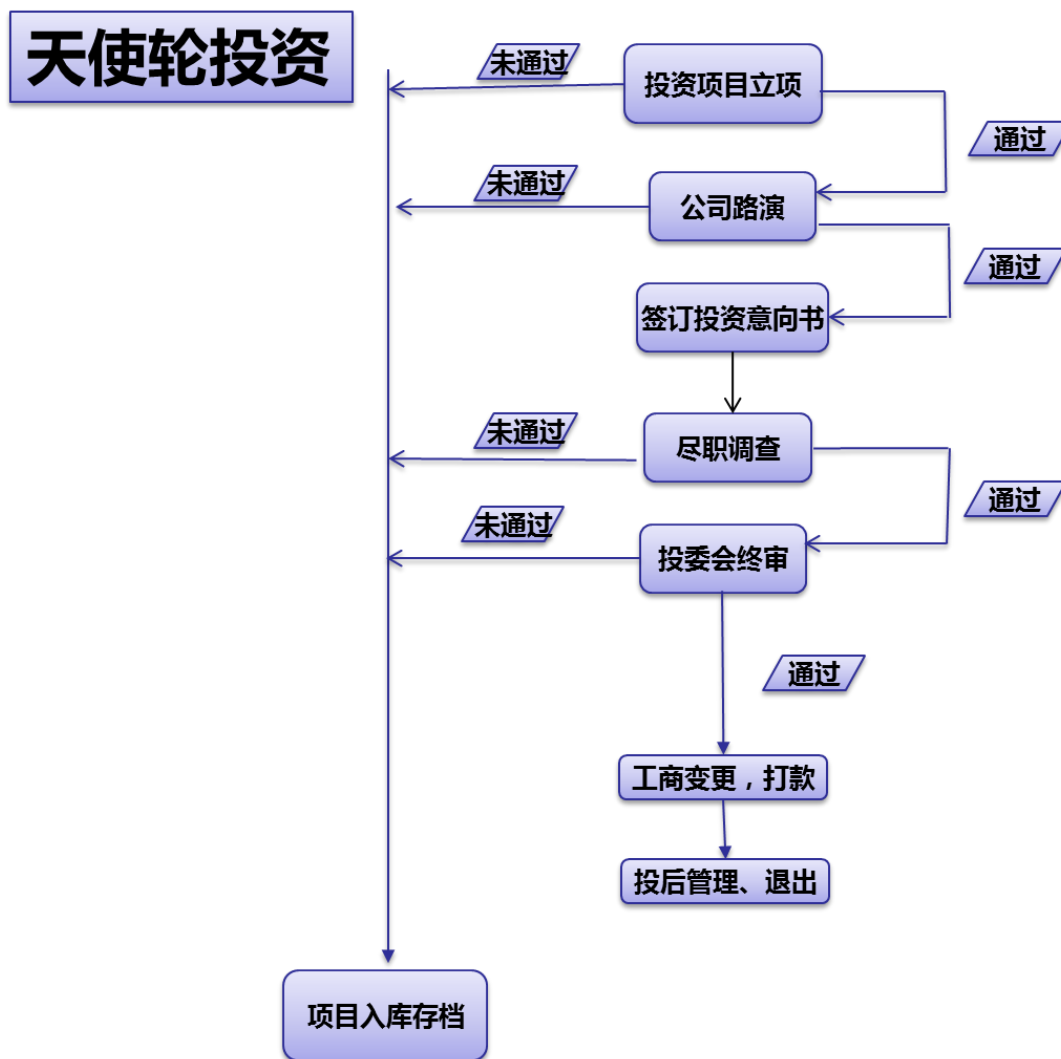 天使轮投资
未通过
投资项目立项
通过
未通过
公司路演
通过
签订投资意向书
未通过
尽职调查
通过
未通过
投委会终审
通过
工商变更，打款
投后管理、退出
项目入库存档